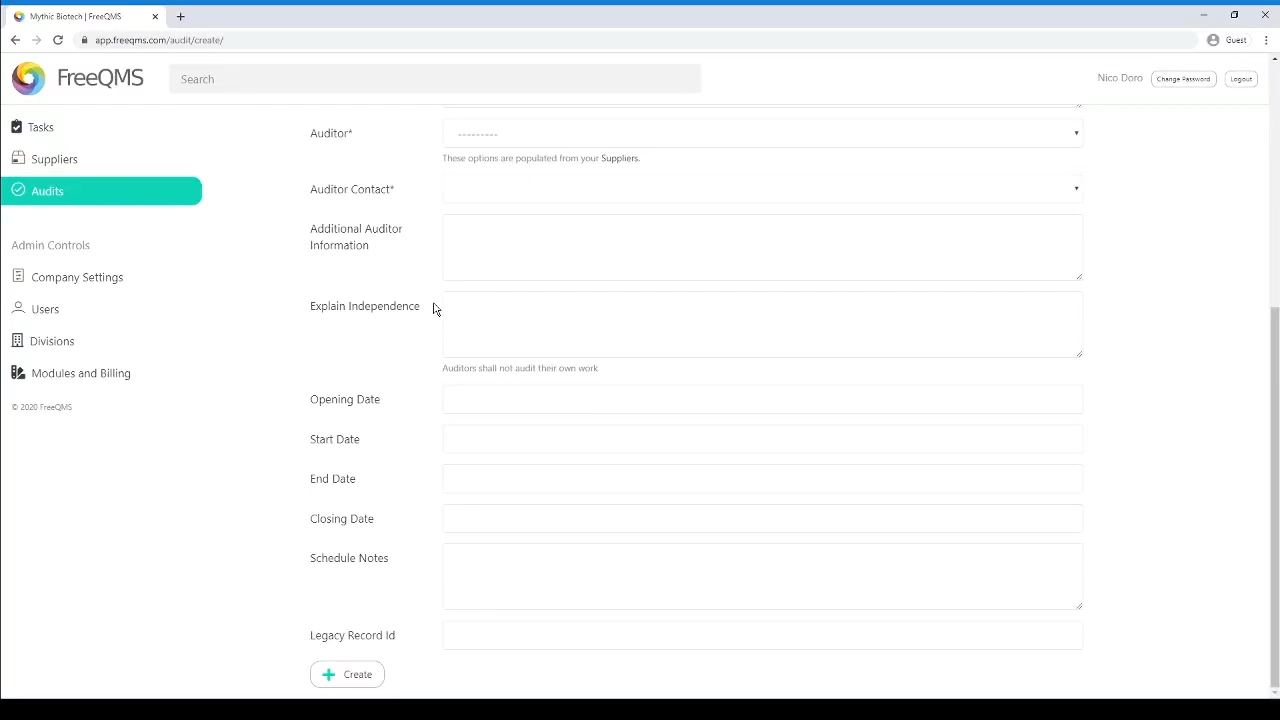 Mythic Biotech | FreeQMS
app.freeqms.com/audit/create/
Guest
FreeQMS
Search
Nico Doro
Change Password
Logout
Tasks
Suppliers
Audits
Admin Controls
Company Settings
Users
Divisions
Modules and Billing
© 2020 FreeQMS
Auditor*
---------
These options are populated from your Suppliers.
Auditor Contact*
Additional Auditor
Information
Explain Independence
Auditors shall not audit their own work
Opening Date
Start Date
End Date
Closing Date
Schedule Notes
Legacy Record Id
Create